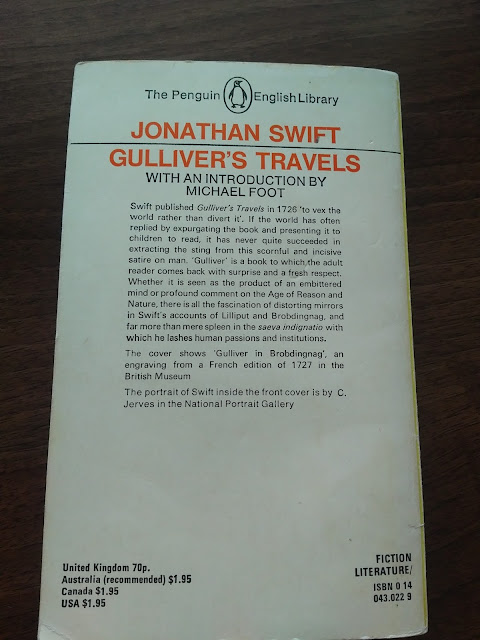 The Penguin English Library
JONATHAN SWIFT
GULLIVER'S TRAVELS
WITH AN INTRODUCTION BY
MICHAEL FOOT
Swift published Gulliver's Travels in 1726 'to vex the
world rather than divert it'. If the world has often
replied by expurgating the book and presenting it to
children to read, it has never quite succeeded in
extracting the sting from this scornful and incisive
satire on man. 'Gulliver' is a book to which the adult
reader comes back with surprise and a fresh respect.
Whether it is seen as the product of an embittered
mind or profound comment on the Age of Reason and
Nature, there is all the fascination of distorting mirrors
in Swift's accounts of Lilliput and Brobdingnag, and
far more than mere spleen in the saeva indignatio with
which he lashes human passions and institutions.
The cover shows 'Gulliver in Brobdingnag', an
engraving from a French edition of 1727 in the
British Museum
The portrait of Swift inside the front cover is by C.
Jerves in the National Portrait Gallery
United Kingdom 70p.
Australia (recommended) $1.95
Canada $1.95
USA $1.95
FICTION
LITERATURE/
ISBN 0 14
043.022 9